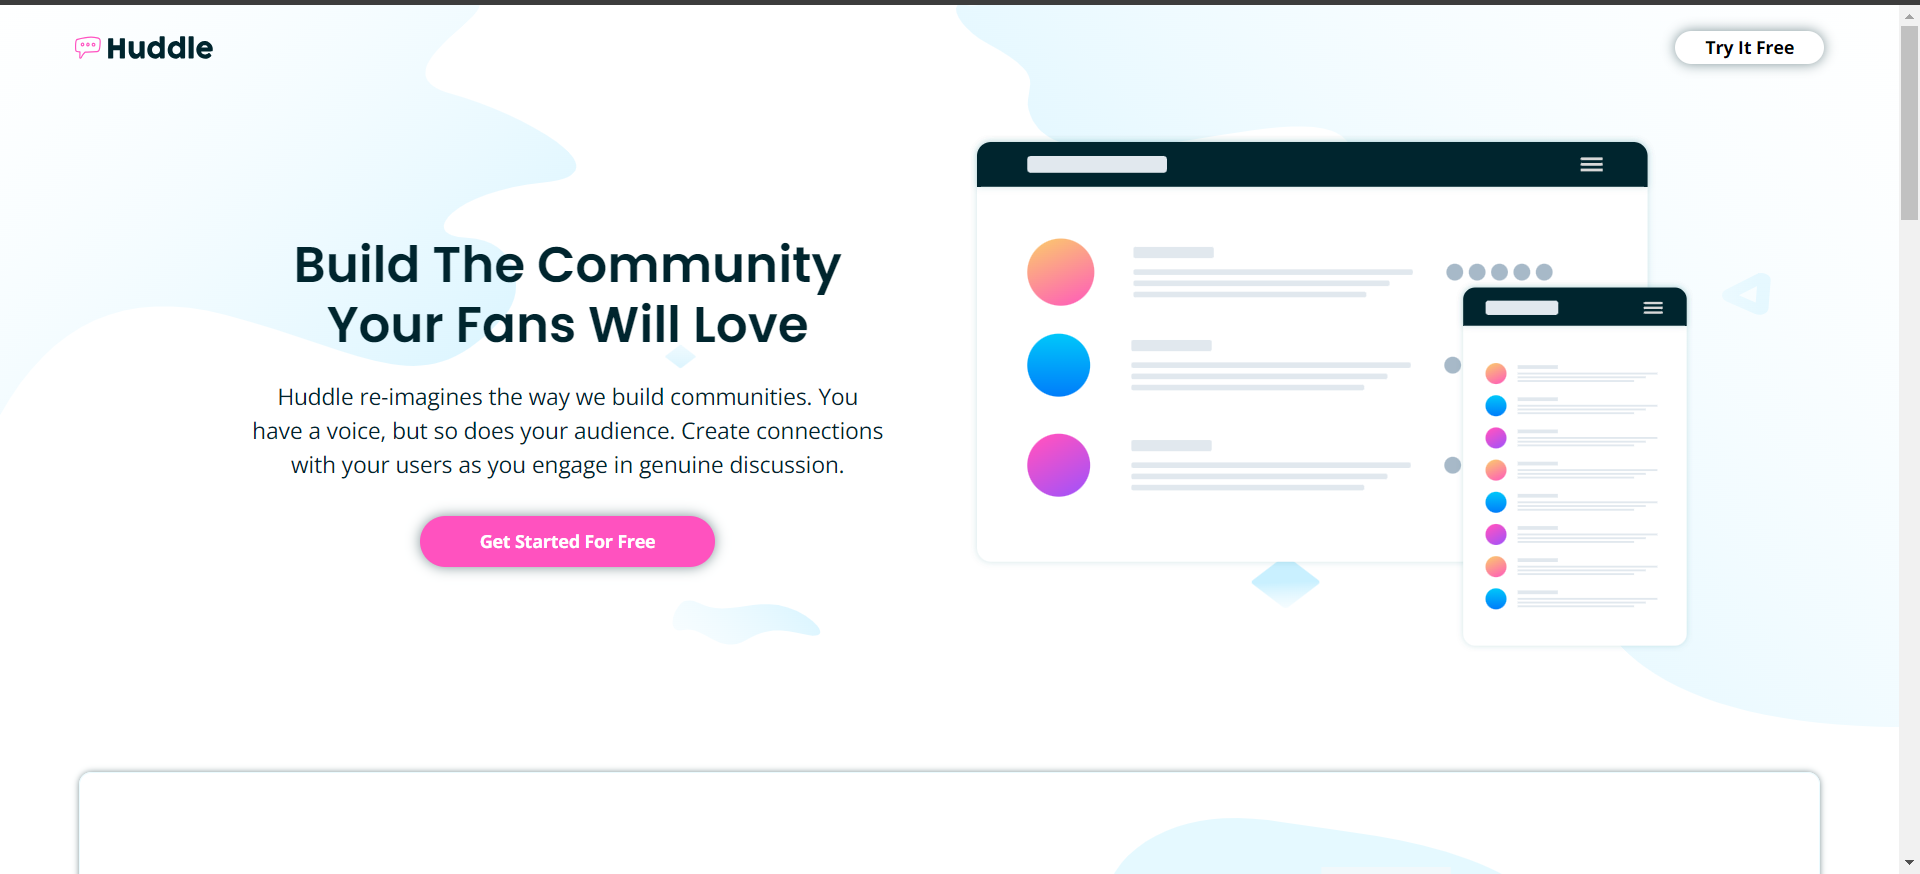 Huddle
Try It Free
Build The Community
Your Fans Will Love
Huddle re-imagines the way we build communities. You
have a voice, but so does your audience. Create connections
with your users as you engage in genuine discussion.
Get Started For Free